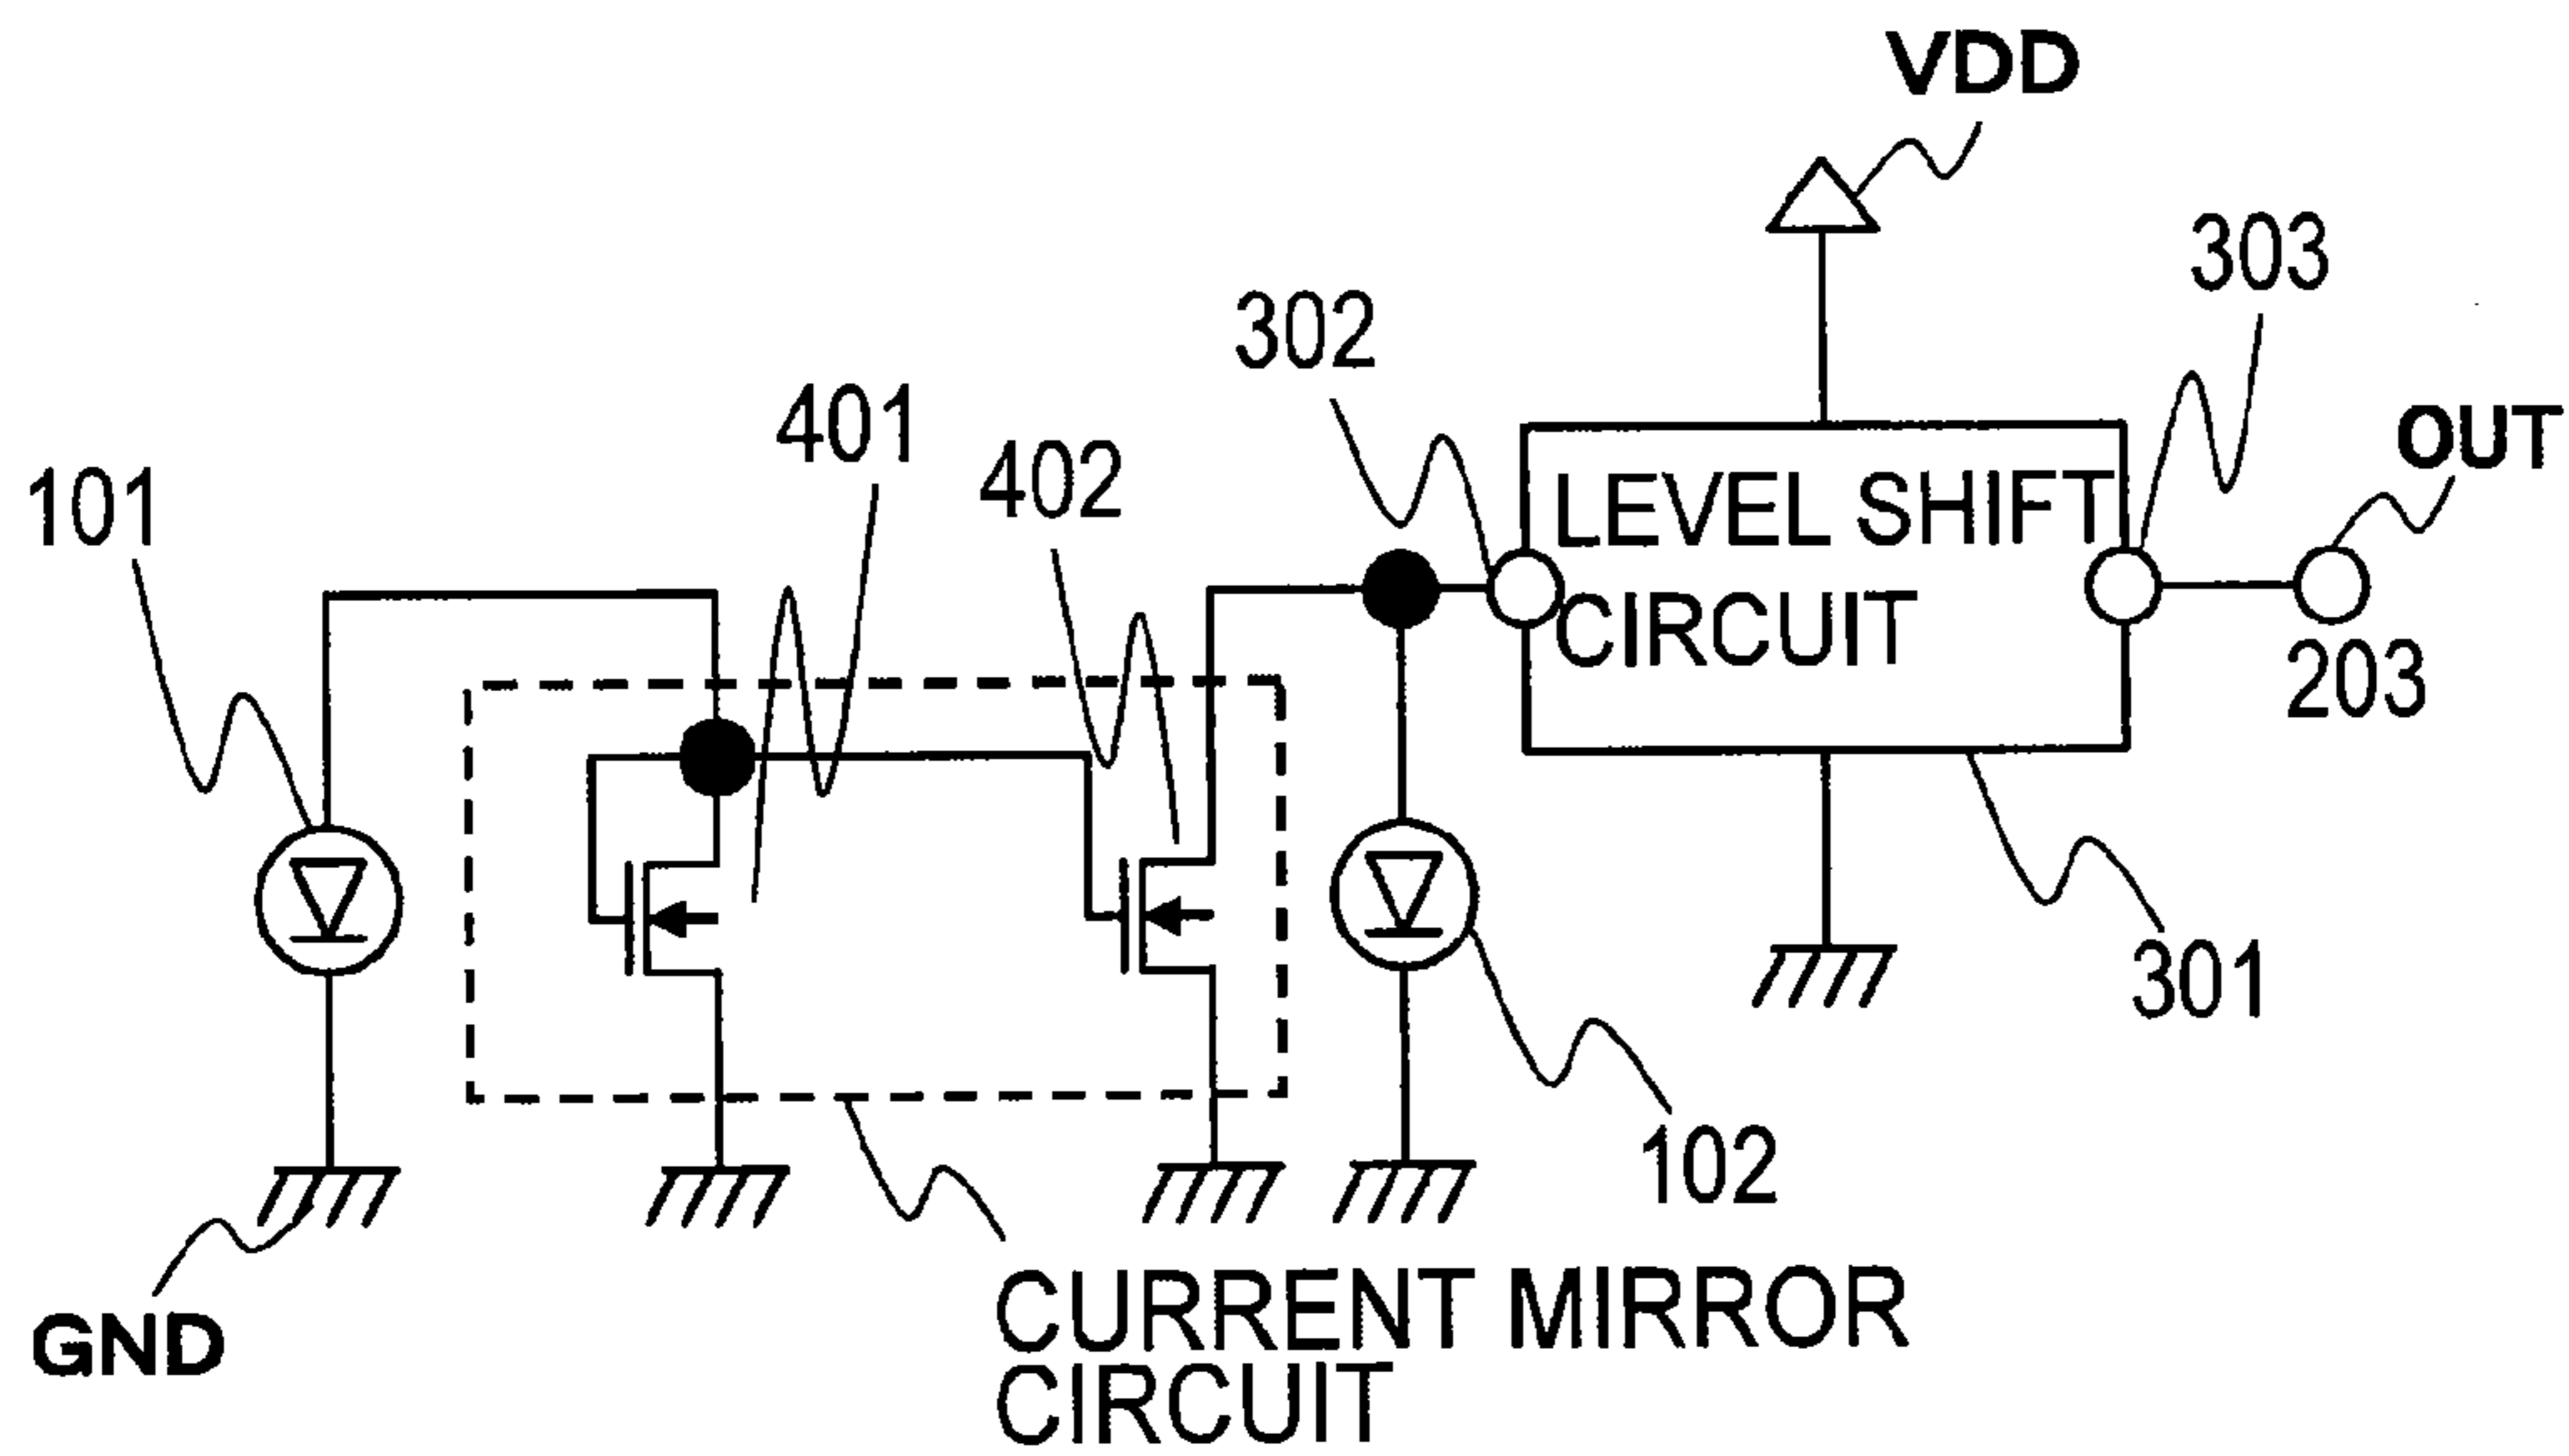 VDD
303
302
OUT
401
402
101
LEVEL SHIFT
CIRCUIT
203
301
102
GND
CURRENT MIRROR
CIRCUIT